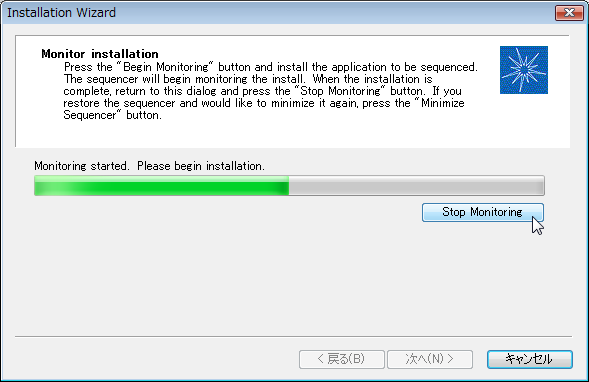 Installation Wizard
Monitor installation
Press the "Begin Monitoring" button and install the application to be sequenced.
The sequencer will begin monitoring the install.  When the installation is
complete, return to this dialog and press the "Stop Monitoring" button.  If you
restore the sequencer and would like to minimize it again, press the "Minimize
Sequencer" button.
Monitoring started.  Please begin installation.
Stop Monitoring
< 戻る(B)
次へ(N) >
キャンセル